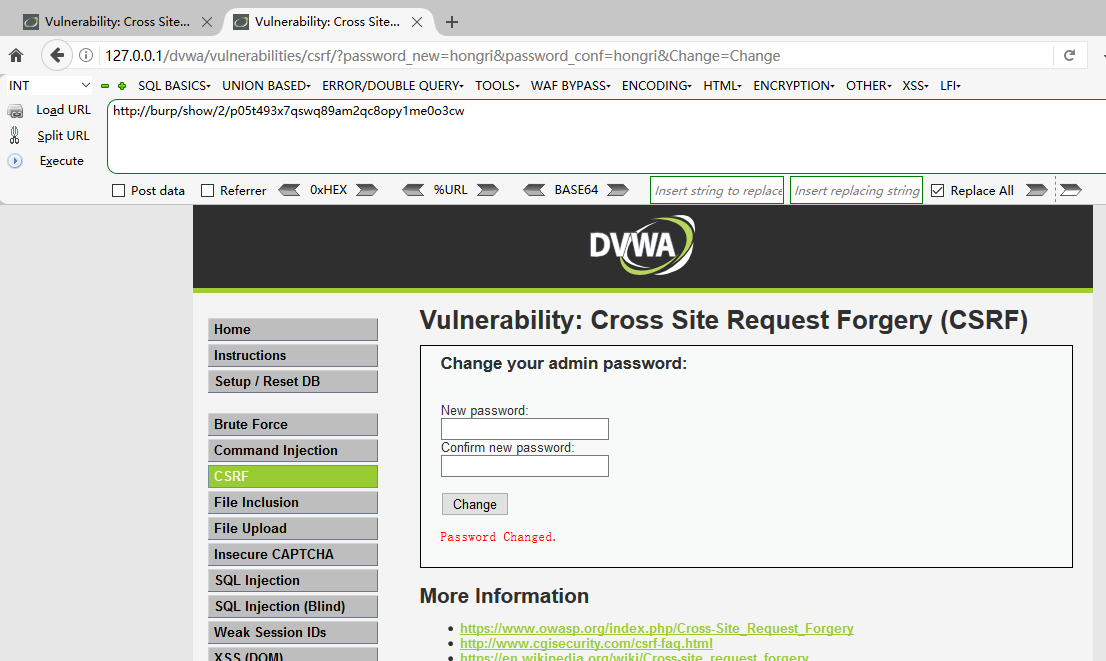 Vulnerability: Cross Site... Vulnerability: Cross Site...
127.0.0.1/dvwa/vulnerabilities/csrf/?password_new=hongri&password_conf=hongri&Change=Change
INT SQL BASICS UNION BASED ERROR/DOUBLE QUERY TOOLS WAF BYPASS ENCODING HTML ENCRYPTION OTHER XSS LFI
Load URL
Split URL
Execute
http://burp/show/2/p05t493x7qswq89am2qc8opy1me0o3cw
Post data Referrer 0xHEX %URL BASE64 Insert string to replace Insert replacing string Replace All
DVWA
Home
Instructions
Setup / Reset DB
Brute Force
Command Injection
CSRF
File Inclusion
File Upload
Insecure CAPTCHA
SQL Injection
SQL Injection (Blind)
Weak Session IDs
XSS (DOM)
Vulnerability: Cross Site Request Forgery (CSRF)
Change your admin password:
New password:
Confirm new password:
Change
Password Changed.
More Information
https://www.owasp.org/index.php/Cross-Site_Request_Forgery
http://www.cgisecurity.com/csrf-faq.html
https://en.wikipedia.org/wiki/Cross-site_request_forgery